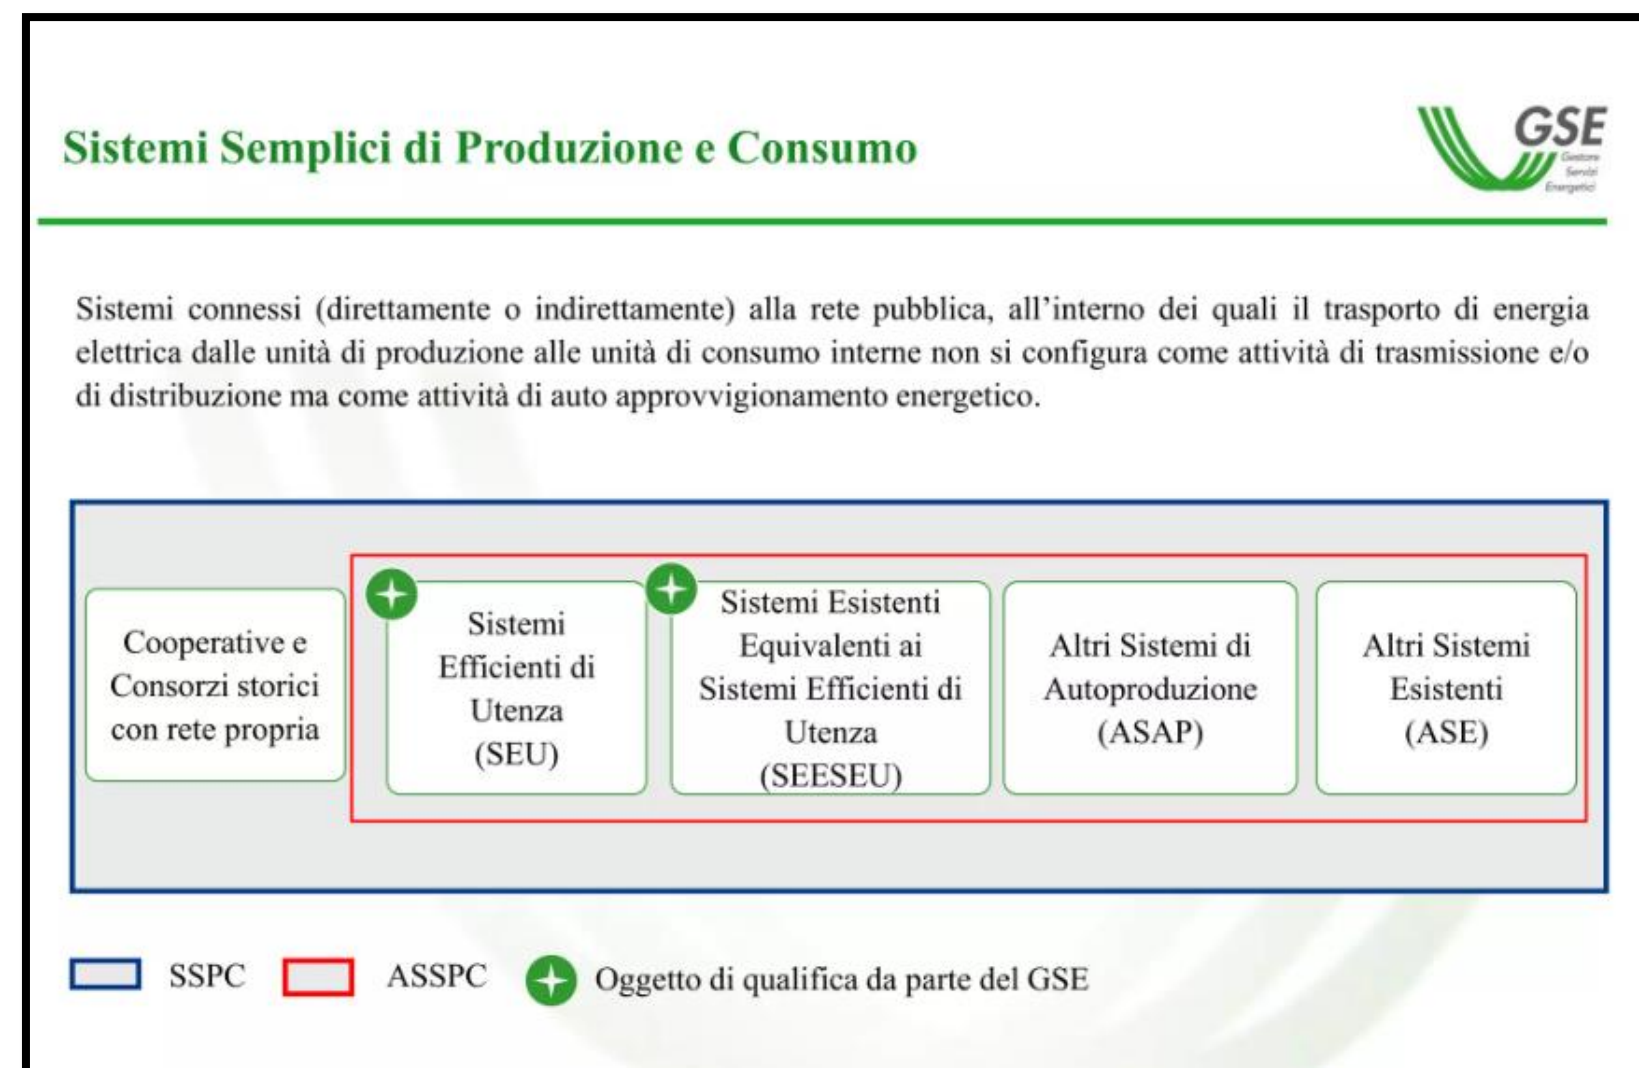 Sistemi Semplici di Produzione e Consumo
GSE
Gestore
Servizi
Energetici
Sistemi connessi (direttamente o indirettamente) alla rete pubblica, all'interno dei quali il trasporto di energia
elettrica dalle unità di produzione alle unità di consumo interne non si configura come attività di trasmissione e/o
di distribuzione ma come attività di auto approvvigionamento energetico.
Cooperative e
Consorzi storici
con rete propria
Sistemi
Efficienti di
Utenza
(SEU)
Sistemi Esistenti
Equivalenti ai
Sistemi Efficienti di
Utenza
(SEESEU)
Altri Sistemi di
Autoproduzione
(ASAP)
Altri Sistemi
Esistenti
(ASE)
SSPC
ASSPC
Oggetto di qualifica da parte del GSE